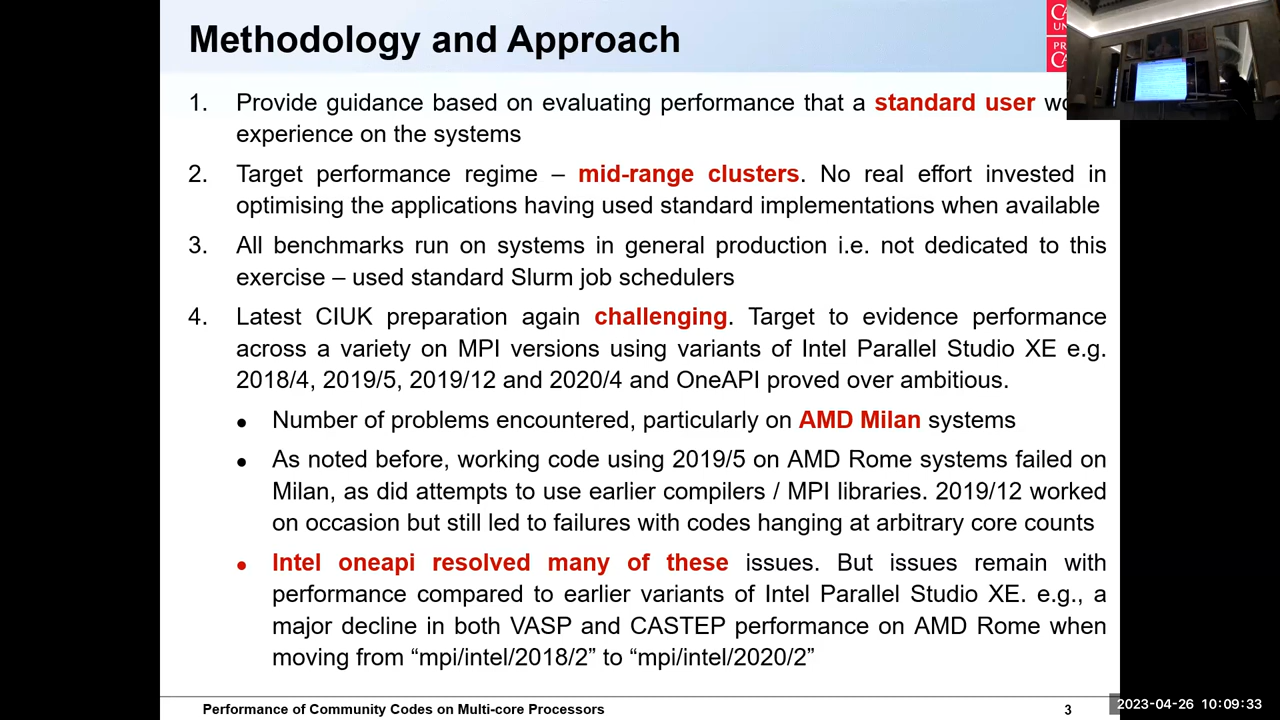 Methodology and Approach
1. Provide guidance based on evaluating performance that a standard user
experience on the systems
2. Target performance regime – mid-range clusters. No real effort invested in
optimising the applications having used standard implementations when available
3. All benchmarks run on systems in general production i.e. not dedicated to this
exercise – used standard Slurm job schedulers
4. Latest CIUK preparation again challenging. Target to evidence performance
across a variety on MPI versions using variants of Intel Parallel Studio XE e.g.
2018/4, 2019/5, 2019/12 and 2020/4 and OneAPI proved over ambitious.
● Number of problems encountered, particularly on AMD Milan systems
● As noted before, working code using 2019/5 on AMD Rome systems failed on
Milan, as did attempts to use earlier compilers / MPI libraries. 2019/12 worked
on occasion but still led to failures with codes hanging at arbitrary core counts
● Intel oneapi resolved many of these issues. But issues remain with
performance compared to earlier variants of Intel Parallel Studio XE. e.g., a
major decline in both VASP and CASTEP performance on AMD Rome when
moving from “mpi/intel/2018/2” to “mpi/intel/2020/2”
Performance of Community Codes on Multi-core Processors
3
2023-04-26 10:09:33